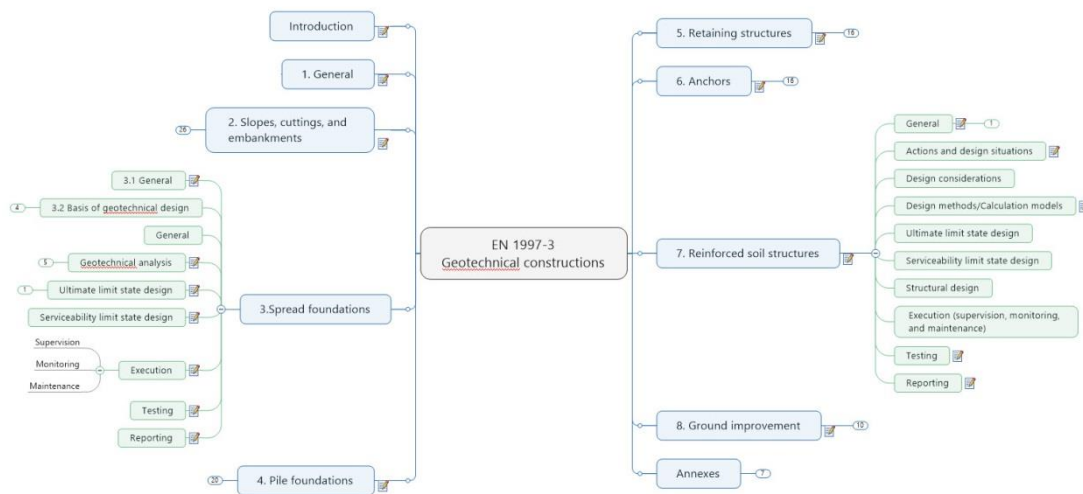 EN 1997-3
Geotechnical constructions
Introduction
1. General
2. Slopes, cuttings, and
embankments
26
3.Spread foundations
3.1 General
3.2 Basis of geotechnical design
4
General
Geotechnical analysis
5
Ultimate limit state design
1
Serviceability limit state design
Execution
Supervision
Monitoring
Maintenance
Testing
Reporting
4. Pile foundations
20
5. Retaining structures
16
6. Anchors
18
7. Reinforced soil structures
General
1
Actions and design situations
Design considerations
Design methods/Calculation models
Ultimate limit state design
Serviceability limit state design
Structural design
Execution (supervision, monitoring,
and maintenance)
Testing
Reporting
8. Ground improvement
10
Annexes
7